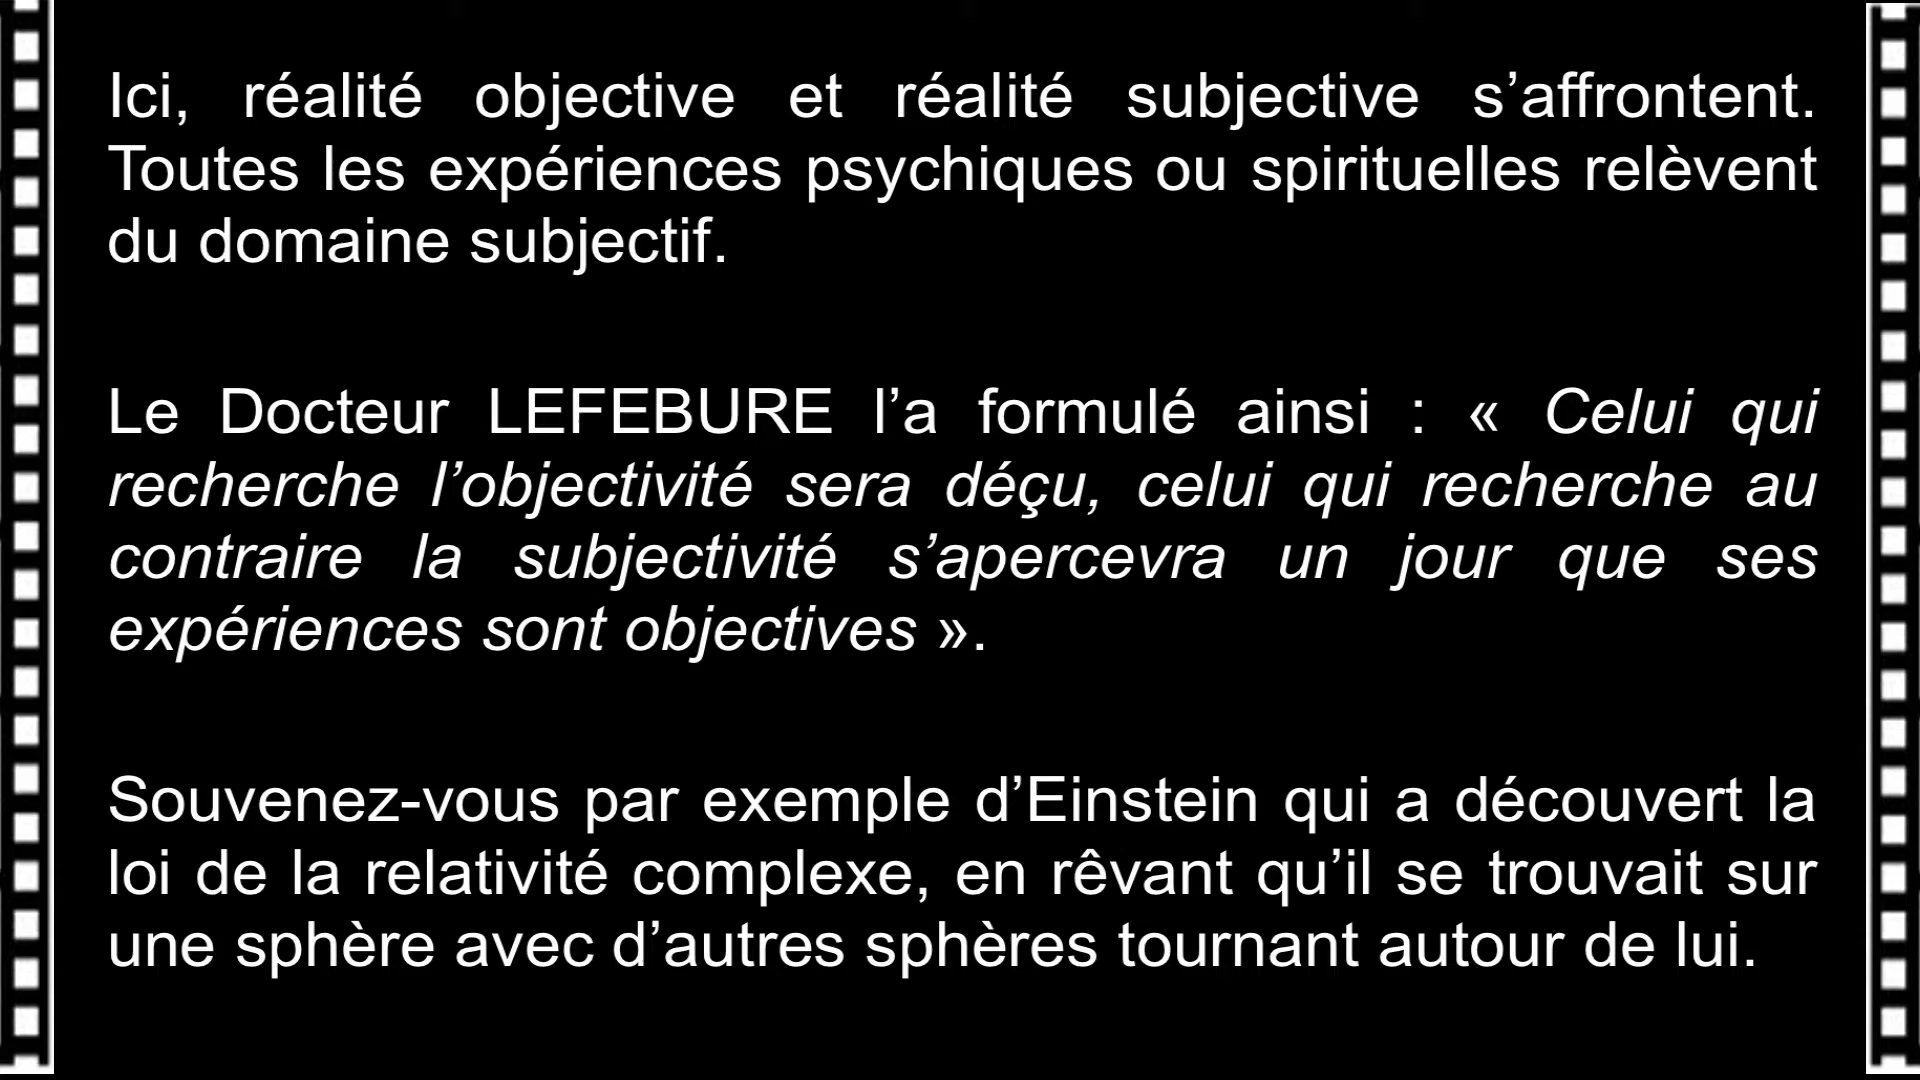 Ici, réalité objective et réalité subjective s’affrontent.
Toutes les expériences psychiques ou spirituelles relèvent
du domaine subjectif.
Le Docteur LEFEBURE l’a formulé ainsi : « Celui qui
recherche l’objectivité sera déçu, celui qui recherche au
contraire la subjectivité s’apercevra un jour que ses
expériences sont objectives ».
Souvenez-vous par exemple d’Einstein qui a découvert la
loi de la relativité complexe, en rêvant qu’il se trouvait sur
une sphère avec d’autres sphères tournant autour de lui.